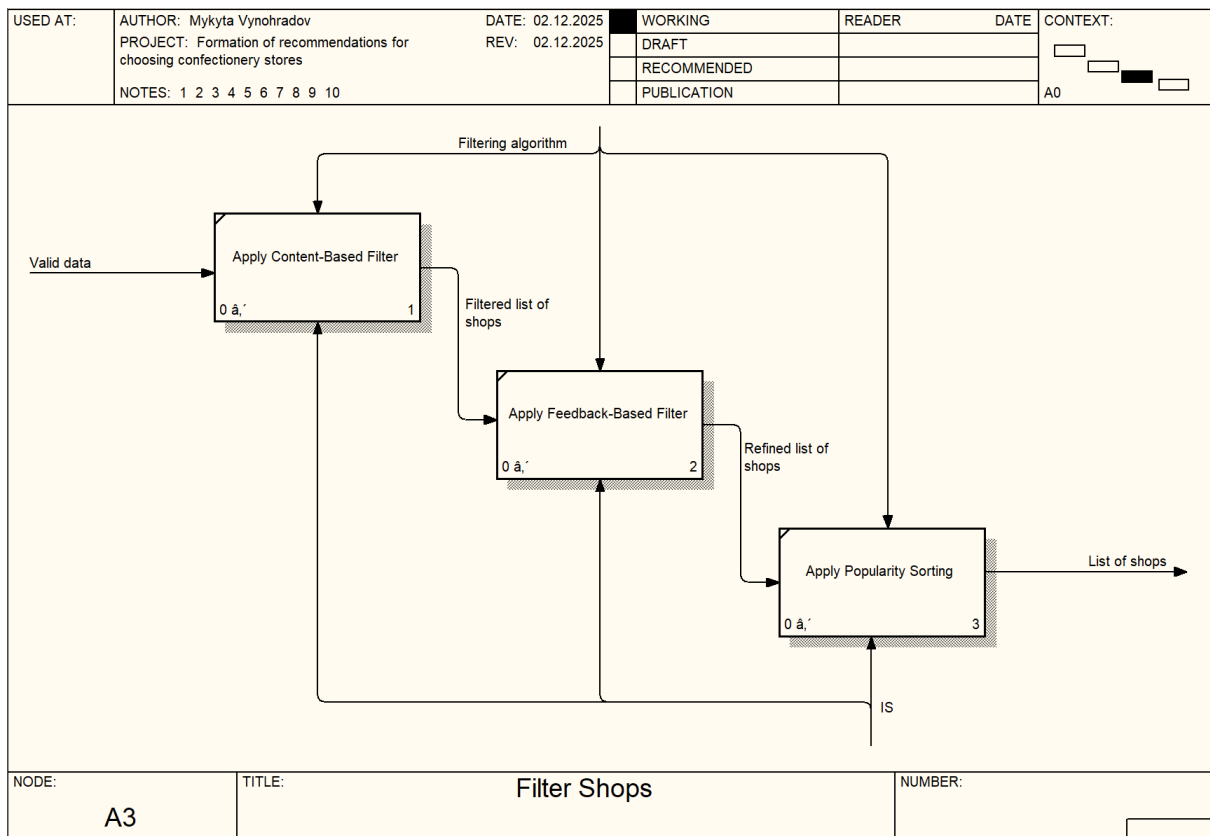 USED AT:
AUTHOR: Mykyta Vynohradov
DATE: 02.12.2025
PROJECT: Formation of recommendations for
choosing confectionery stores
REV: 02.12.2025
NOTES: 1 2 3 4 5 6 7 8 9 10
WORKING
DRAFT
RECOMMENDED
PUBLICATION
READER
DATE
CONTEXT:
A0
Filtering algorithm
Valid data
Apply Content-Based Filter
0 â‚´
1
Filtered list of
shops
Apply Feedback-Based Filter
0 â‚´
2
Refined list of
shops
Apply Popularity Sorting
0 â‚´
3
List of shops
IS
NODE:
A3
TITLE:
Filter Shops
NUMBER: